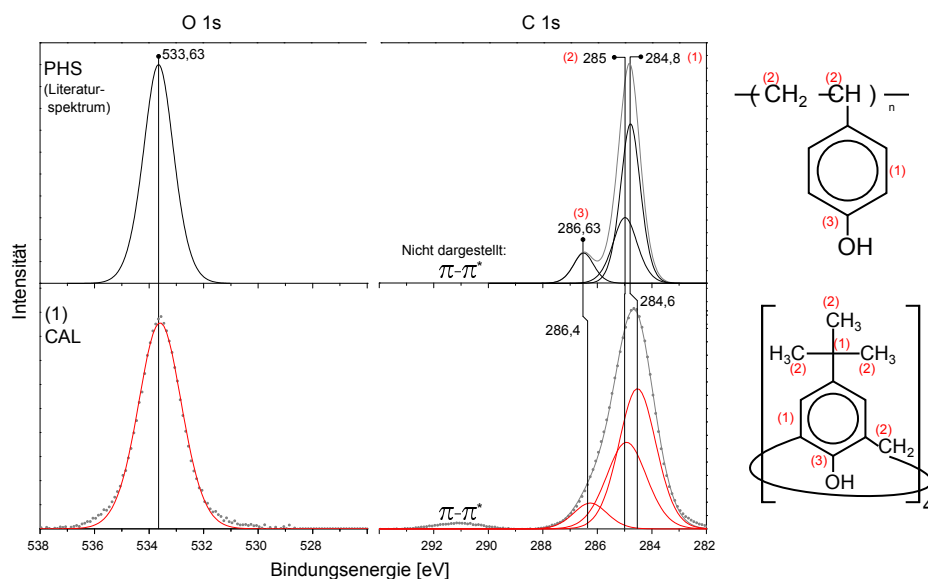 O 1s
C 1s
PHS
(Literatur-
spektrum)
533,63
(2) 285
284,8 (1)
(3)
286,63
Nicht dargestellt:
π-π*
Intensität
(1)
CAL
286,4
284,6
π-π*
538 536 534 532 530 528 526
292 290 288 286 284 282
Bindungsenergie [eV]
(2) (2)
CH2 CH n
(1)
(3)
OH
(2)
CH3
H3C (1) CH3
(2) (2)
(1) (2)
CH2
(3)
OH
4